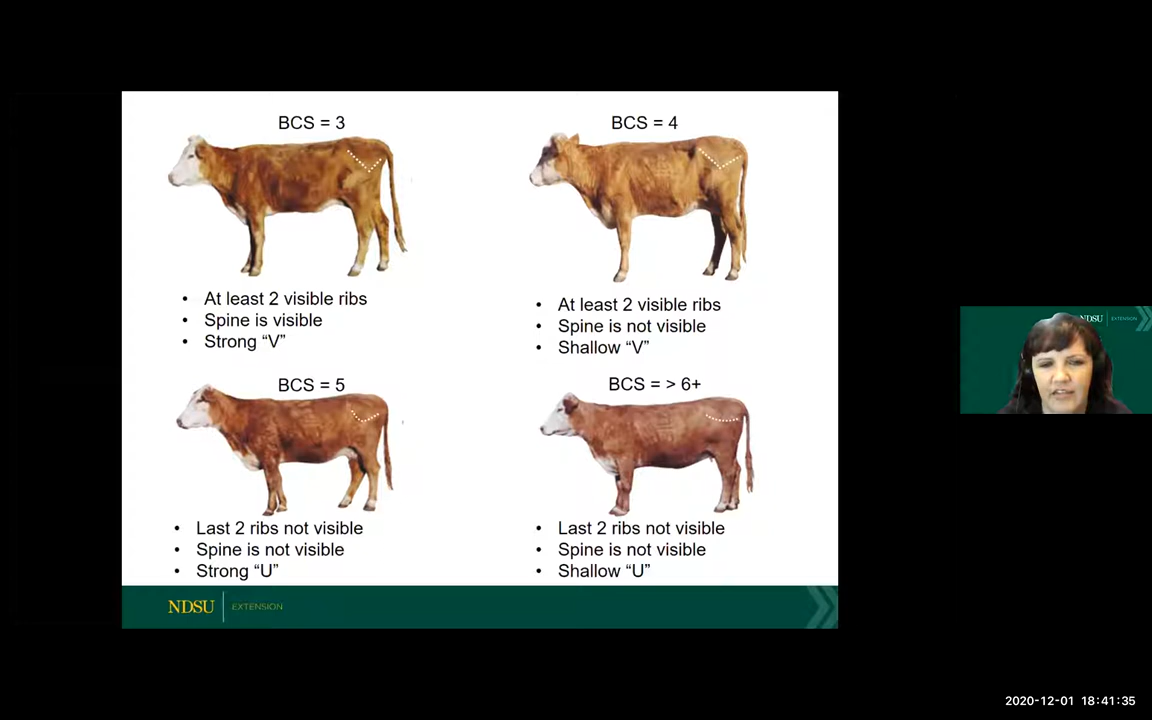 BCS = 3
• At least 2 visible ribs
• Spine is visible
• Strong “V”
BCS = 4
• At least 2 visible ribs
• Spine is not visible
• Shallow “V”
BCS = 5
• Last 2 ribs not visible
• Spine is not visible
• Strong “U”
BCS = > 6+
• Last 2 ribs not visible
• Spine is not visible
• Shallow “U”
NDSU EXTENSION
NDSU EXTENSION
2020-12-01 18:41:35